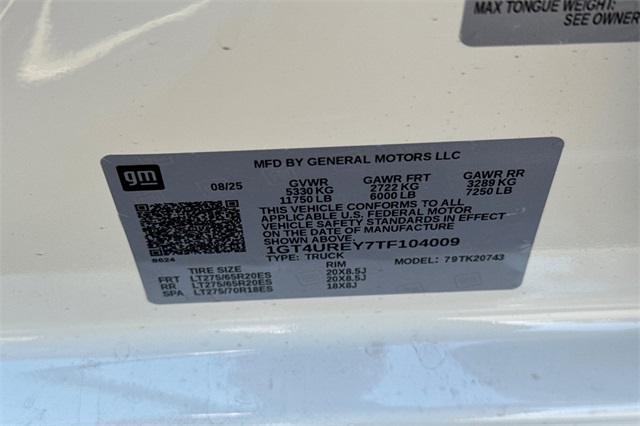 MAX TONGUE WEIGHT:
SEE OWNER
gm
MFD BY GENERAL MOTORS LLC
08/25
GVWR GAWR FRT GAWR RR
5330 KG 2722 KG 3289 KG
11750 LB 6000 LB 7250 LB
THIS VEHICLE CONFORMS TO ALL
APPLICABLE U.S. FEDERAL MOTOR
VEHICLE SAFETY STANDARDS IN EFFECT
ON THE DATE OF MANUFACTURE
SHOWN ABOVE.
1GT4UREY7TF104009
8624
TYPE: TRUCK MODEL: 79TK20743
TIRE SIZE RIM
FRT LT275/65R20ES 20X8.5J
RR LT275/65R20ES 20X8.5J
SPA LT275/70R18ES 18X8J